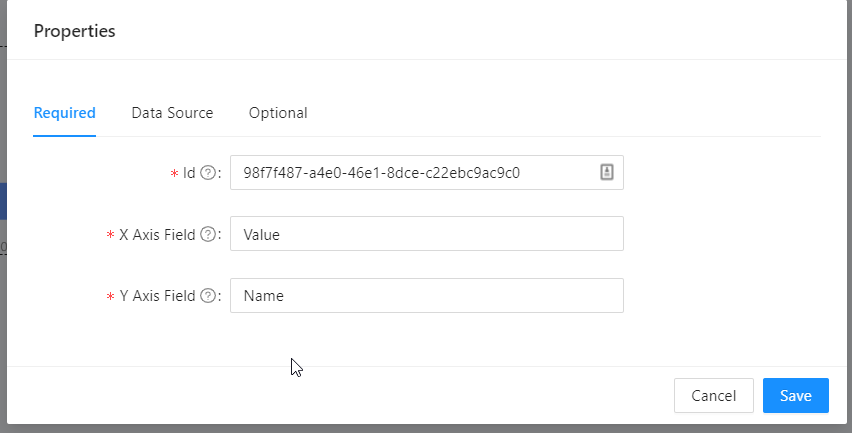 Properties
Required Data Source Optional
* Id ? : 98f7f487-a4e0-46e1-8dce-c22ebc9ac9c0
* X Axis Field ? : Value
* Y Axis Field ? : Name
Cancel Save